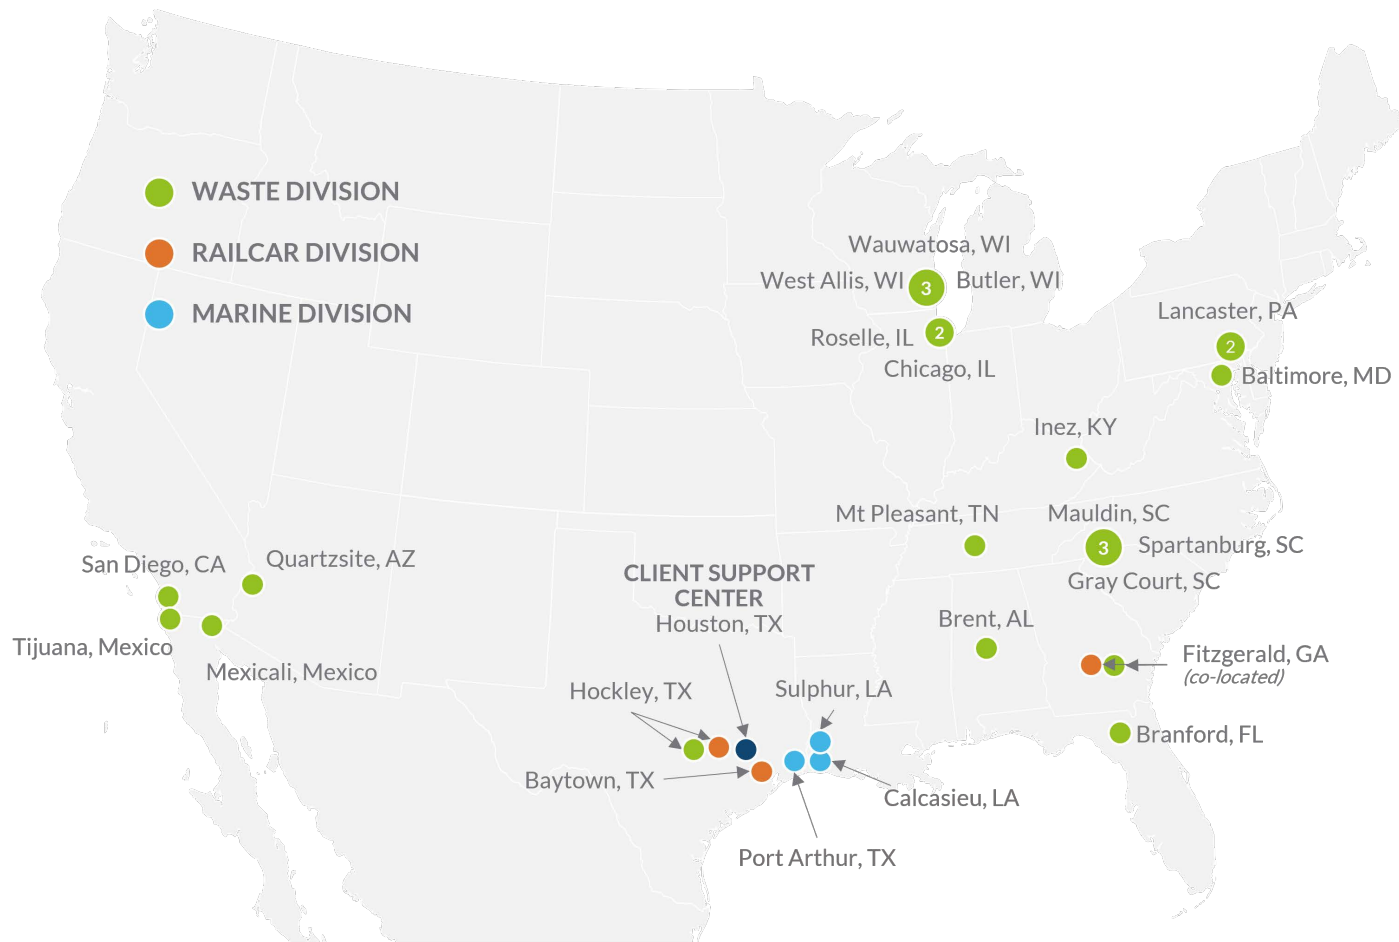 WASTE DIVISION
RAILCAR DIVISION
MARINE DIVISION
Wauwatosa, WI
West Allis, WI
3
Butler, WI
Roselle, IL
2
Chicago, IL
Lancaster, PA
2
Baltimore, MD
Inez, KY
Mt Pleasant, TN
Mauldin, SC
3
Spartanburg, SC
Gray Court, SC
San Diego, CA
Quartzsite, AZ
Tijuana, Mexico
Mexicali, Mexico
CLIENT SUPPORT
CENTER
Houston, TX
Brent, AL
Fitzgerald, GA
(co-located)
Hockley, TX
Sulphur, LA
Branford, FL
Baytown, TX
Calcasieu, LA
Port Arthur, TX